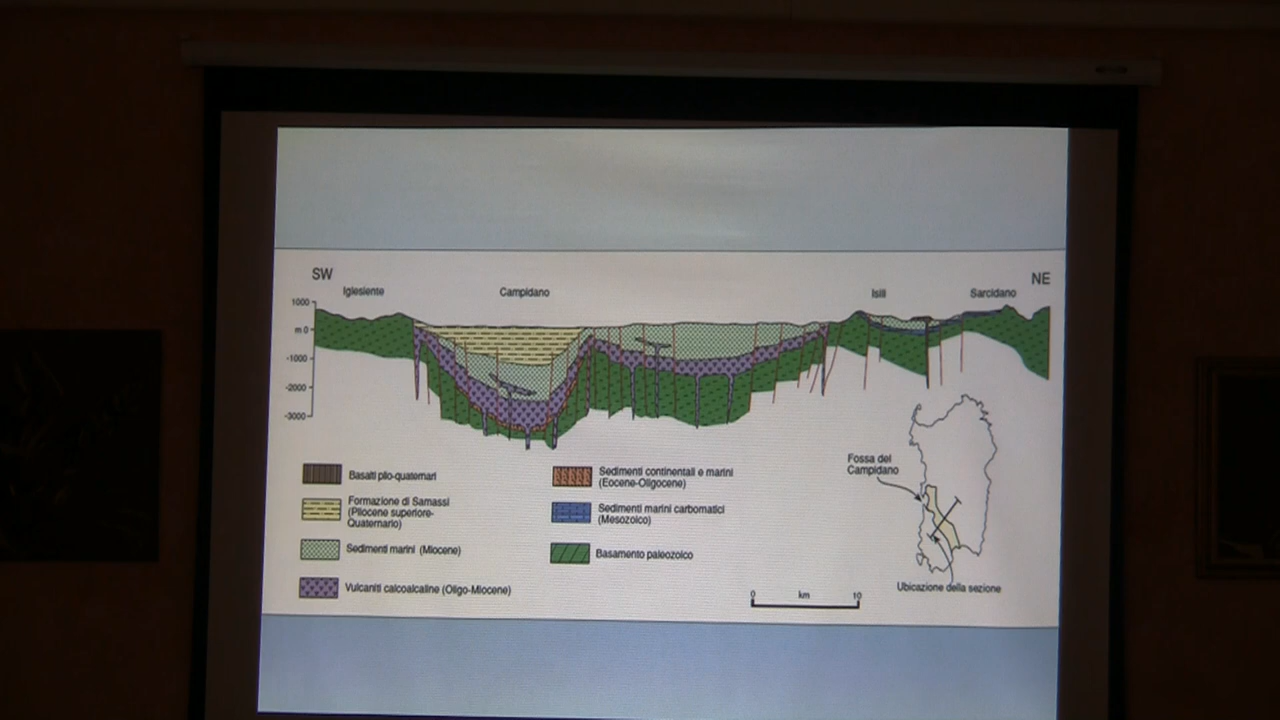 SW
NE
Iglesiente
Campidano
Isili
Sarcidano
1000
m 0
-1000
-2000
-3000
Fossa del
Campidano
Basalti plio-quaternari
Formazione di Samassi
(Pliocene superiore-
Quaternario)
Sedimenti marini (Miocene)
Vulcaniti calcoalcaline (Oligo-Miocene)
Sedimenti continentali e marini
(Eocene-Oligocene)
Sedimenti marini carbonatici
(Mesozoico)
Basamento paleozoico
0 km 10
Ubicazione della sezione